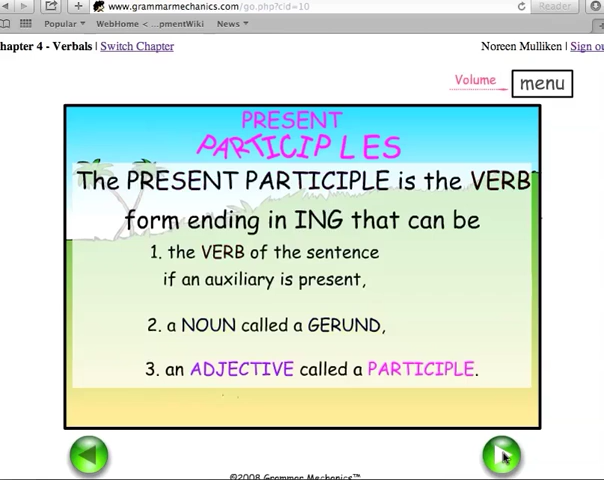 www.grammarmechanics.com/go.php?cid=10
Reader
Popular WebHome < ...pmentWiki News
hapter 4 - Verbals | Switch Chapter
Noreen Mulliken | Sign ou
Volume
menu
PRESENT
PARTICIPLES
The PRESENT PARTICIPLE is the VERB
form ending in ING that can be
1. the VERB of the sentence
if an auxiliary is present,
2. a NOUN called a GERUND,
3. an ADJECTIVE called a PARTICIPLE.
©2008 Grammar Mechanics™